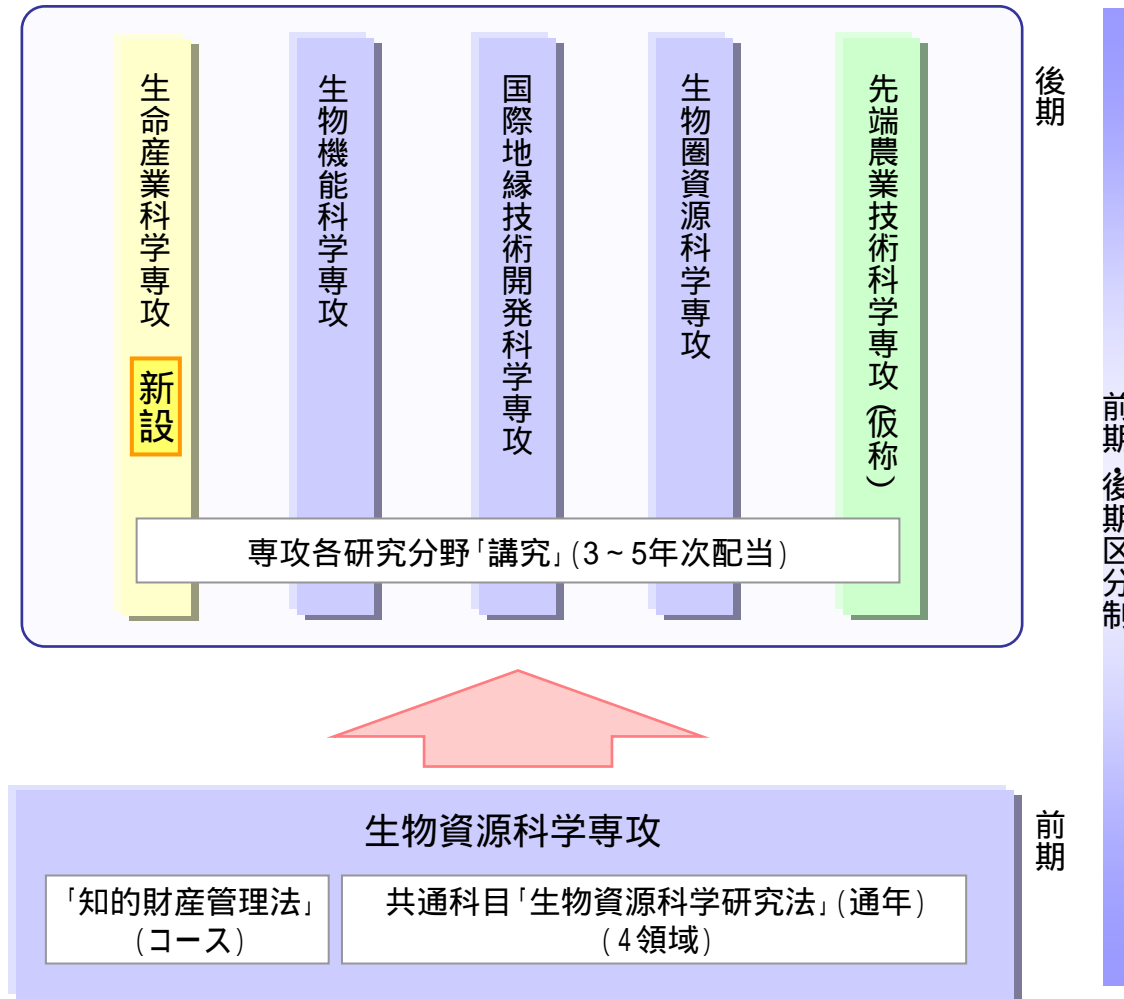 生命産業科学専攻
新設
生物機能科学専攻
国際地縁技術開発科学専攻
生物圏資源科学専攻
先端農業技術科学専攻(仮称)
専攻各研究分野「講究」(3~5年次配当)
後期
前期・後期区分制
生物資源科学専攻
「知的財産管理法」
(コース)
共通科目「生物資源科学研究法」(通年)
(4領域)
前期